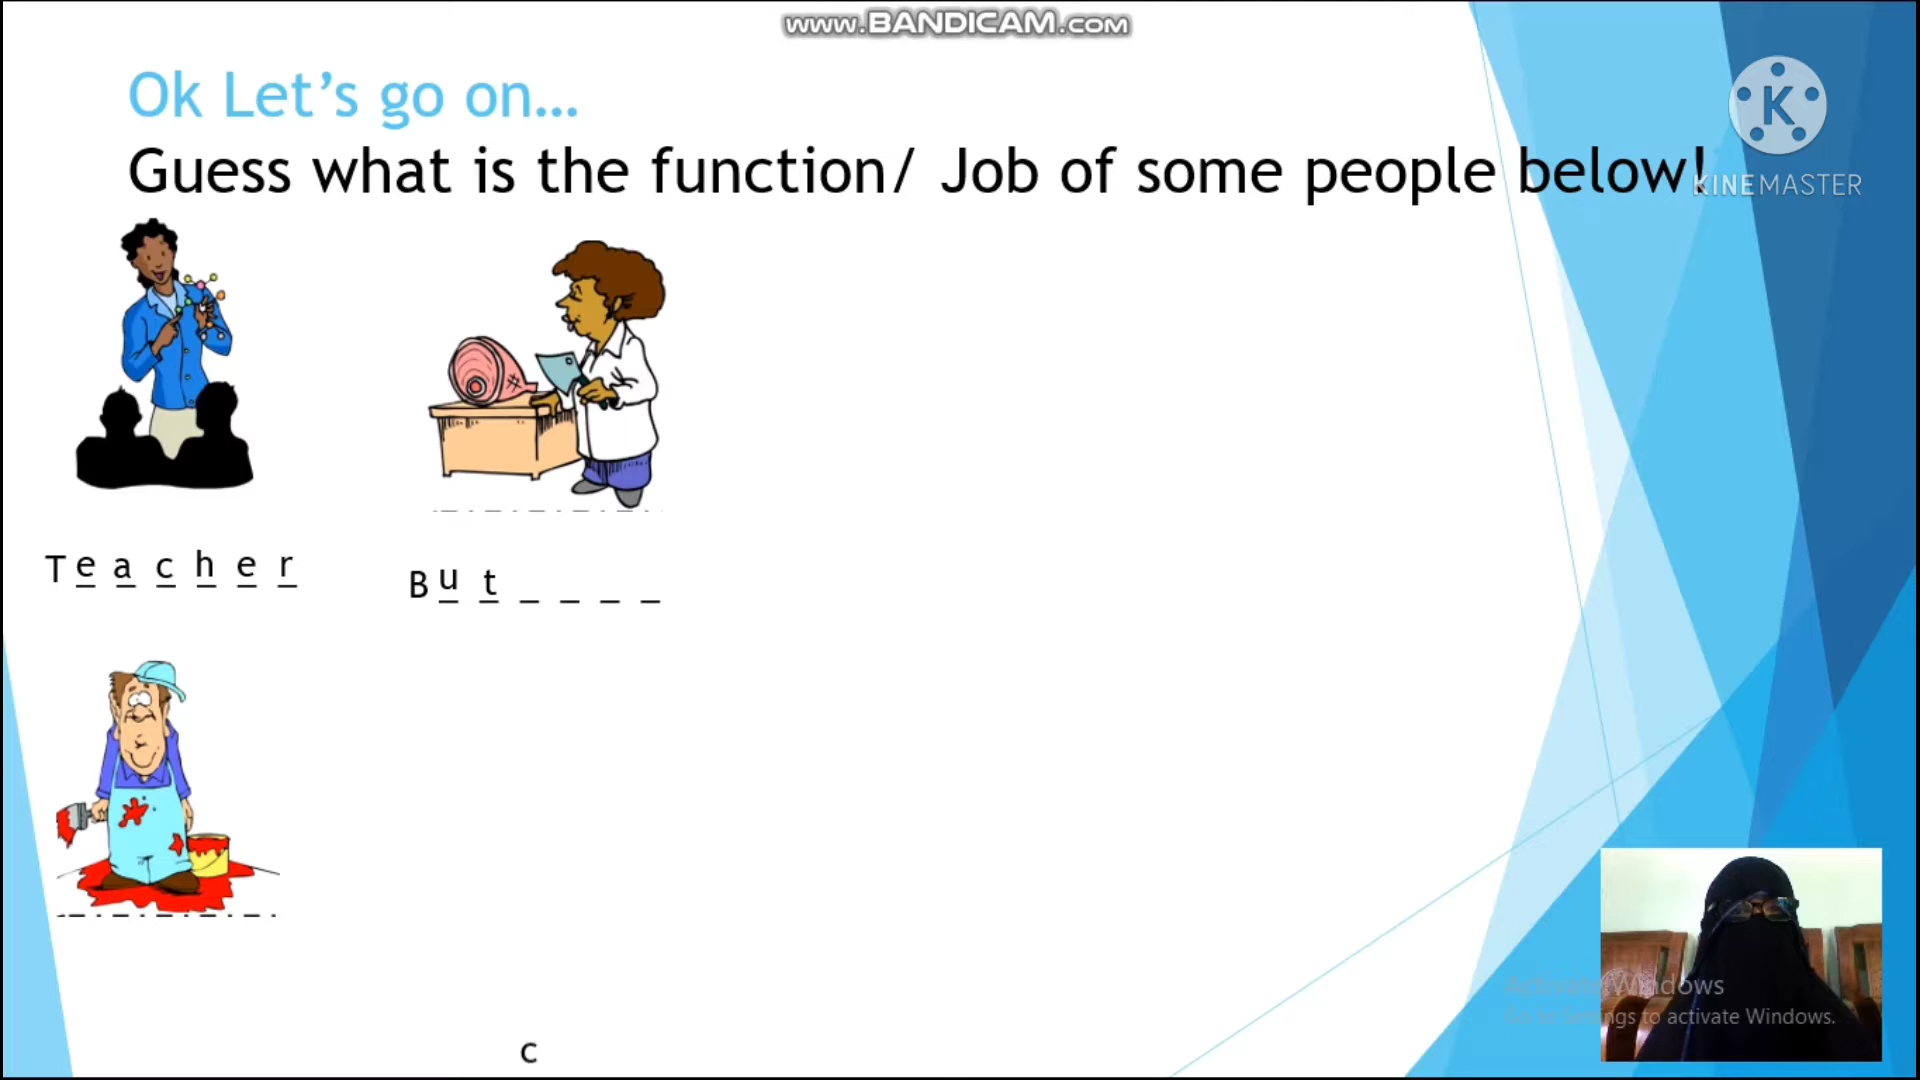 www.BANDICAM.com
Ok Let’s go on…
Guess what is the function/ Job of some people below!
K
KINEMASTER
T e a c h e r
B u t _ _ _ _
Activate Windows
Go to Settings to activate Windows.
c